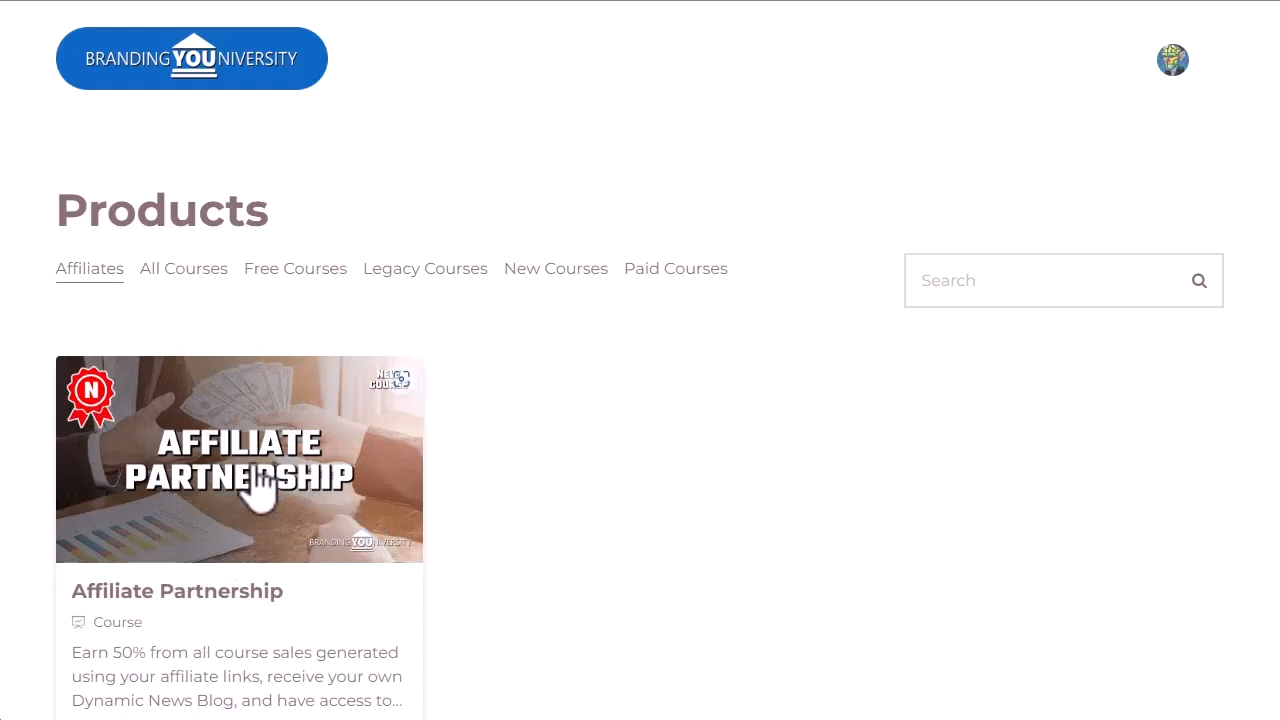 BRANDING YOU NIVERSITY
Products
Affiliates All Courses Free Courses Legacy Courses New Courses Paid Courses
Search
N
NEW
COURSE
AFFILIATE
PARTNERSHIP
BRANDING YOU NIVERSITY
Affiliate Partnership
Course
Earn 50% from all course sales generated
using your affiliate links, receive your own
Dynamic News Blog, and have access to...